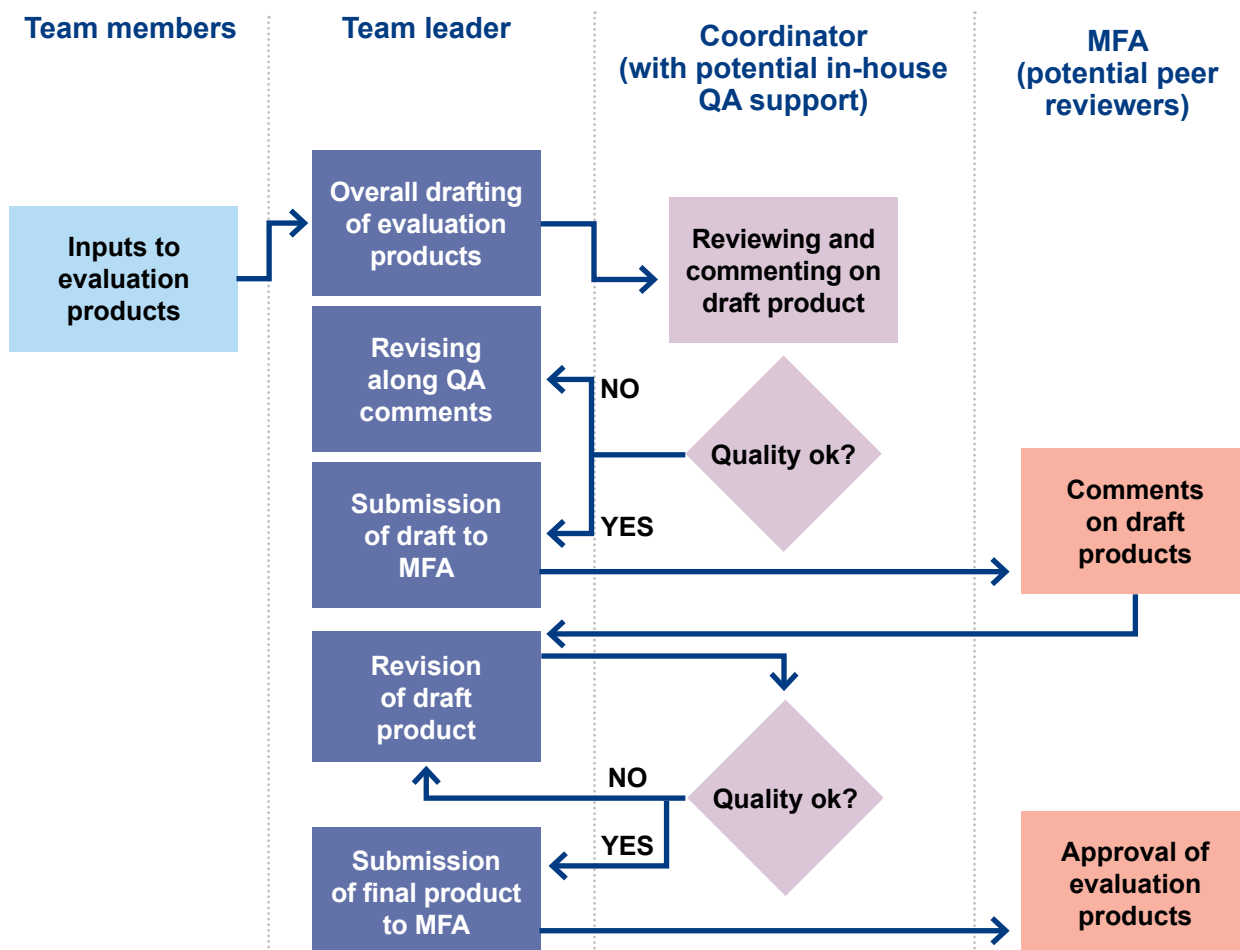 Team members
Team leader
Coordinator
(with potential in-house
QA support)
MFA
(potential peer
reviewers)
Inputs to
evaluation
products
Overall drafting
of evaluation
products
Reviewing and
commenting on
draft product
Revising
along QA
comments
NO
Quality ok?
YES
Submission
of draft to
MFA
Comments
on draft
products
Revision
of draft
product
NO
Quality ok?
YES
Submission
of final product
to MFA
Approval of
evaluation
products